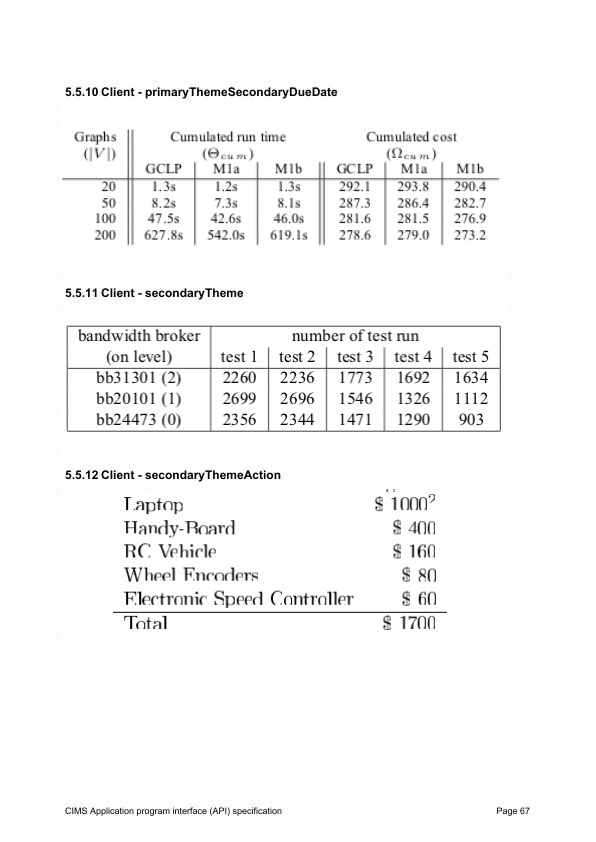 5.5.10 Client - primaryThemeSecondaryDueDate
Graphs Cumulated run time Cumulated cost
(|V|) (Θcum) (Ωcum)
GCLP M1a M1b GCLP M1a M1b
20 1.3s 1.2s 1.3s 292.1 293.8 290.4
50 8.2s 7.3s 8.1s 287.3 286.4 282.7
100 47.5s 42.6s 46.0s 281.6 281.5 276.9
200 627.8s 542.0s 619.1s 278.6 279.0 273.2
5.5.11 Client - secondaryTheme
bandwidth broker number of test run
(on level) test 1 test 2 test 3 test 4 test 5
bb31301 (2) 2260 2236 1773 1692 1634
bb20101 (1) 2699 2696 1546 1326 1112
bb24473 (0) 2356 2344 1471 1290 903
5.5.12 Client - secondaryThemeAction
Laptop $ 1000²
Handy-Board $ 400
RC Vehicle $ 160
Wheel Encoders $ 80
Electronic Speed Controller $ 60
Total $ 1700
CIMS Application program interface (API) specification Page 67